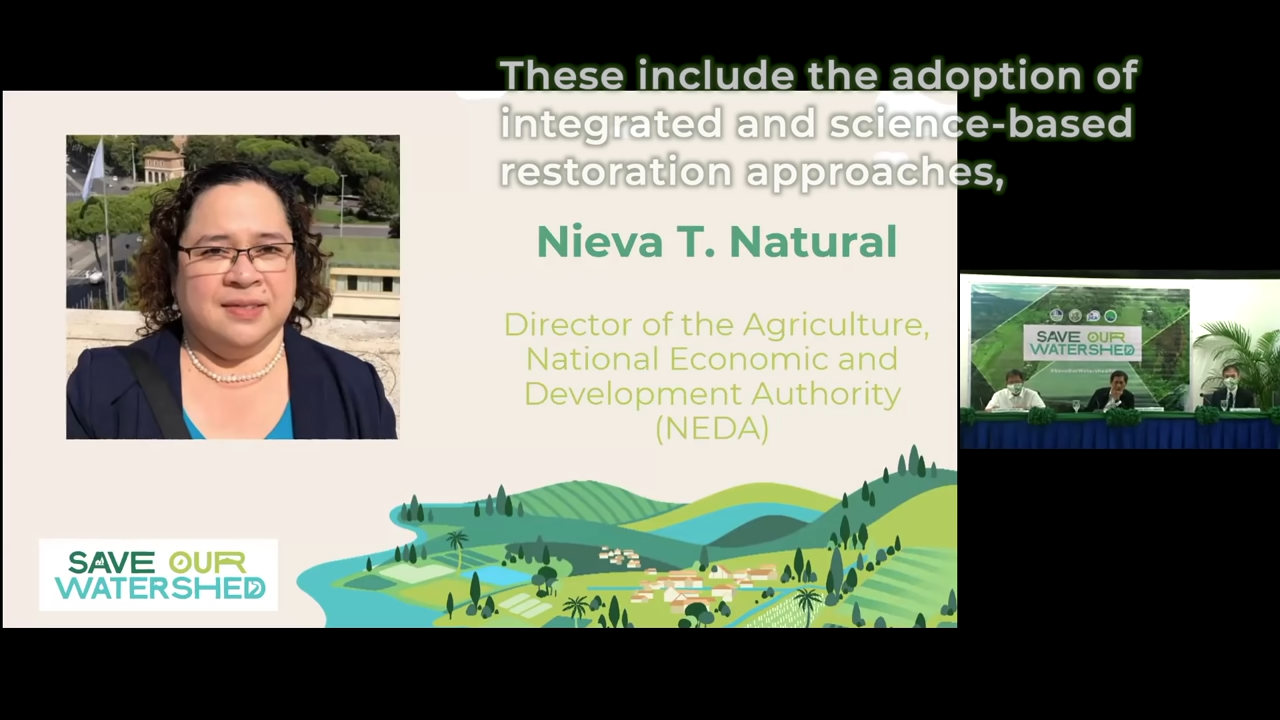 These include the adoption of
integrated and science-based
restoration approaches,
Nieva T. Natural
Director of the Agriculture,
National Economic and
Development Authority
(NEDA)
SAVE OUR
WATERSHED
SAVE OUR
WATERSHED